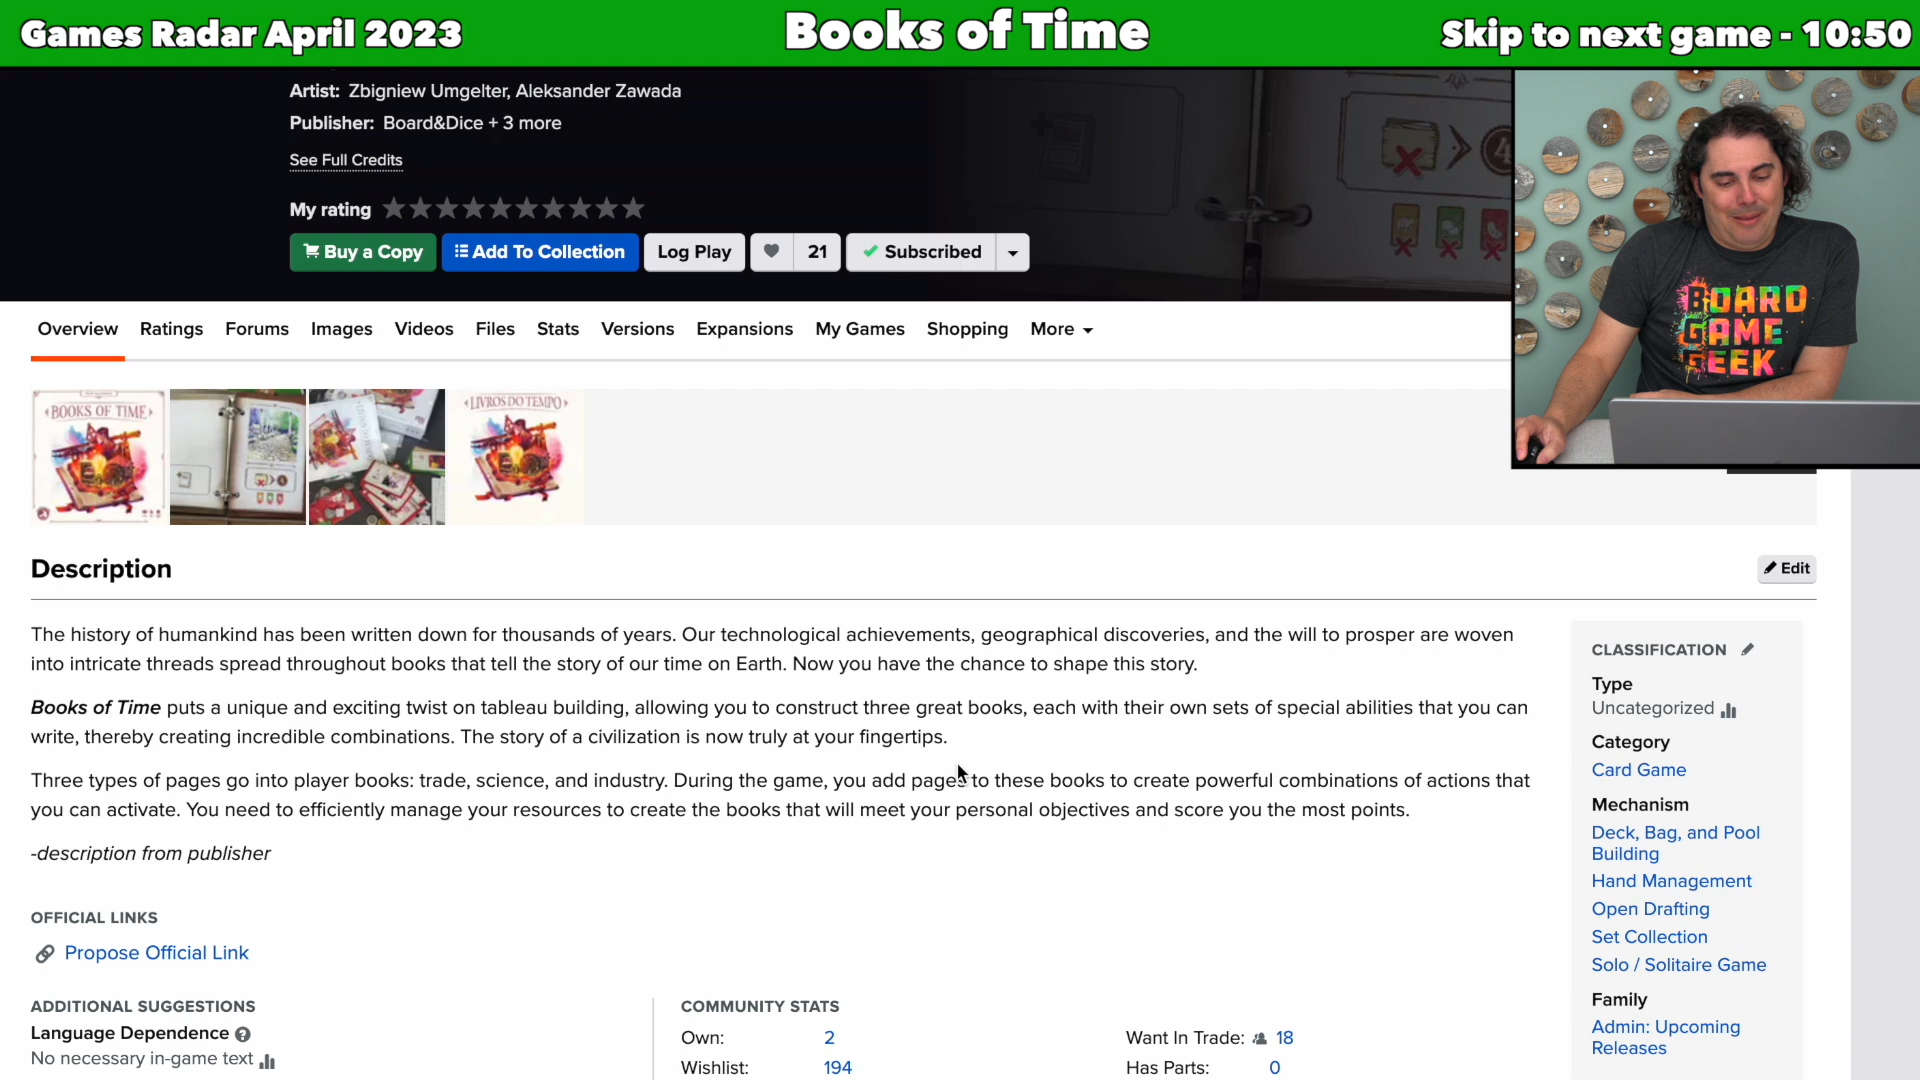 Games Radar April 2023
Books of Time
Skip to next game - 10:50
Artist: Zbigniew Umgelter, Aleksander Zawada
Publisher: Board&Dice + 3 more
See Full Credits
My rating
Buy a Copy
Add To Collection
Log Play
21
Subscribed
BOARD
GAME
GEEK
Overview
Ratings
Forums
Images
Videos
Files
Stats
Versions
Expansions
My Games
Shopping
More
BOOKS OF TIME
LIVROS DO TEMPO
Description
Edit
The history of humankind has been written down for thousands of years. Our technological achievements, geographical discoveries, and the will to prosper are woven
into intricate threads spread throughout books that tell the story of our time on Earth. Now you have the chance to shape this story.
Books of Time puts a unique and exciting twist on tableau building, allowing you to construct three great books, each with their own sets of special abilities that you can
write, thereby creating incredible combinations. The story of a civilization is now truly at your fingertips.
Three types of pages go into player books: trade, science, and industry. During the game, you add pages to these books to create powerful combinations of actions that
you can activate. You need to efficiently manage your resources to create the books that will meet your personal objectives and score you the most points.
-description from publisher
OFFICIAL LINKS
Propose Official Link
ADDITIONAL SUGGESTIONS
Language Dependence
No necessary in-game text
COMMUNITY STATS
Own: 2
Wishlist: 194
Want In Trade: 18
Has Parts: 0
CLASSIFICATION
Type
Uncategorized
Category
Card Game
Mechanism
Deck, Bag, and Pool
Building
Hand Management
Open Drafting
Set Collection
Solo / Solitaire Game
Family
Admin: Upcoming
Releases